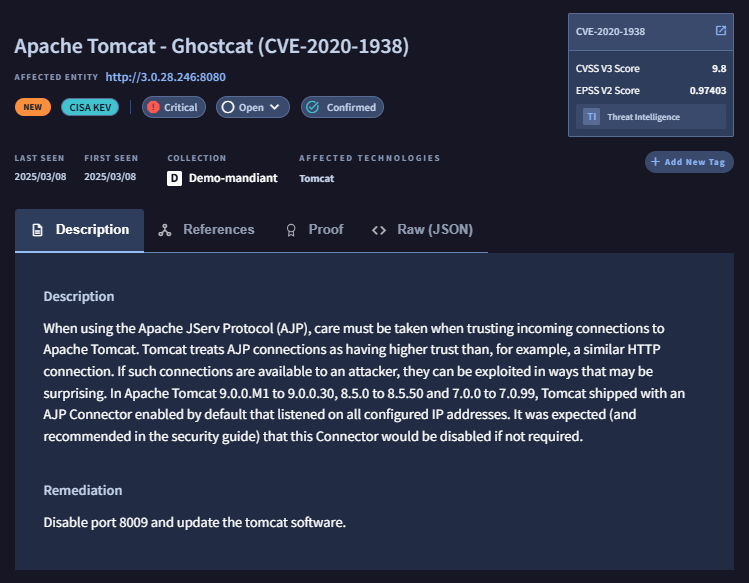 Apache Tomcat - Ghostcat (CVE-2020-1938)
AFFECTED ENTITY http://3.0.28.246:8080
NEW CISA KEV Critical Open Confirmed
CVE-2020-1938
CVSS V3 Score 9.8
EPSS V2 Score 0.97403
TI Threat Intelligence
LAST SEEN FIRST SEEN COLLECTION AFFECTED TECHNOLOGIES
2025/03/08 2025/03/08 D Demo-mandiant Tomcat
+ Add New Tag
Description References Proof Raw (JSON)
Description
When using the Apache JServ Protocol (AJP), care must be taken when trusting incoming connections to
Apache Tomcat. Tomcat treats AJP connections as having higher trust than, for example, a similar HTTP
connection. If such connections are available to an attacker, they can be exploited in ways that may be
surprising. In Apache Tomcat 9.0.0.M1 to 9.0.0.30, 8.5.0 to 8.5.50 and 7.0.0 to 7.0.99, Tomcat shipped with an
AJP Connector enabled by default that listened on all configured IP addresses. It was expected (and
recommended in the security guide) that this Connector would be disabled if not required.
Remediation
Disable port 8009 and update the tomcat software.